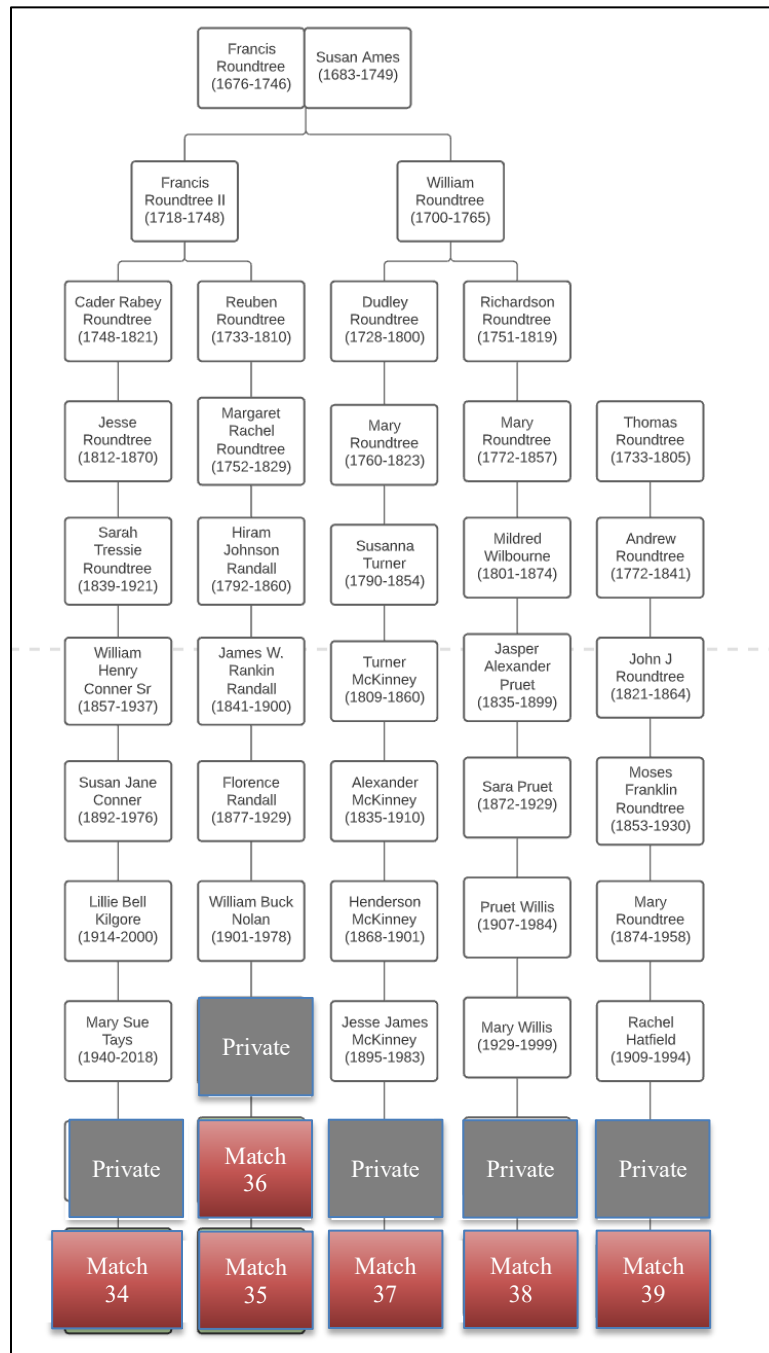 Francis
Roundtree
(1676-1746)
Susan Ames
(1683-1749)
Francis
Roundtree II
(1718-1748)
William
Roundtree
(1700-1765)
Cader Rabey
Roundtree
(1748-1821)
Reuben
Roundtree
(1733-1810)
Dudley
Roundtree
(1728-1800)
Richardson
Roundtree
(1751-1819)
Jesse
Roundtree
(1812-1870)
Margaret
Rachel
Roundtree
(1752-1829)
Mary
Roundtree
(1760-1823)
Mary
Roundtree
(1772-1857)
Thomas
Roundtree
(1733-1805)
Sarah
Tressie
Roundtree
(1839-1921)
Hiram
Johnson
Randall
(1792-1860)
Susanna
Turner
(1790-1854)
Mildred
Wilbourne
(1801-1874)
Andrew
Roundtree
(1772-1841)
William
Henry
Conner Sr
(1857-1937)
James W.
Rankin
Randall
(1841-1900)
Turner
McKinney
(1809-1860)
Jasper
Alexander
Pruet
(1835-1899)
John J
Roundtree
(1821-1864)
Susan Jane
Conner
(1892-1976)
Florence
Randall
(1877-1929)
Alexander
McKinney
(1835-1910)
Sara Pruet
(1872-1929)
Moses
Franklin
Roundtree
(1853-1930)
Lillie Bell
Kilgore
(1914-2000)
William Buck
Nolan
(1901-1978)
Henderson
McKinney
(1868-1901)
Pruet Willis
(1907-1984)
Mary
Roundtree
(1874-1958)
Mary Sue
Tays
(1940-2018)
Private
Jesse James
McKinney
(1895-1983)
Mary Willis
(1929-1999)
Rachel
Hatfield
(1909-1994)
Private
Match
36
Private
Private
Private
Match
34
Match
35
Match
37
Match
38
Match
39